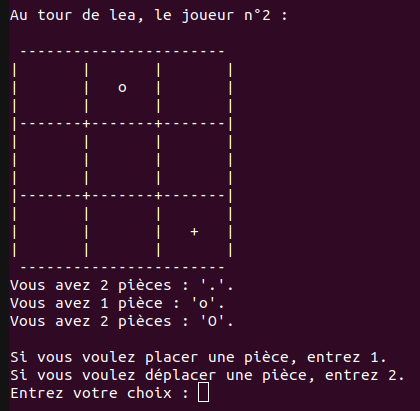 Au tour de lea, le joueur n°2 :
 -----------------------
|       |       |       |
|       |   o   |       |
|       |       |       |
|-------+-------+-------|
|       |       |       |
|       |       |       |
|       |       |       |
|-------+-------+-------|
|       |       |       |
|       |       |   +   |
|       |       |       |
 -----------------------
Vous avez 2 pièces : '.'.
Vous avez 1 pièce : 'o'.
Vous avez 2 pièces : 'O'.
Si vous voulez placer une pièce, entrez 1.
Si vous voulez déplacer une pièce, entrez 2.
Entrez votre choix :